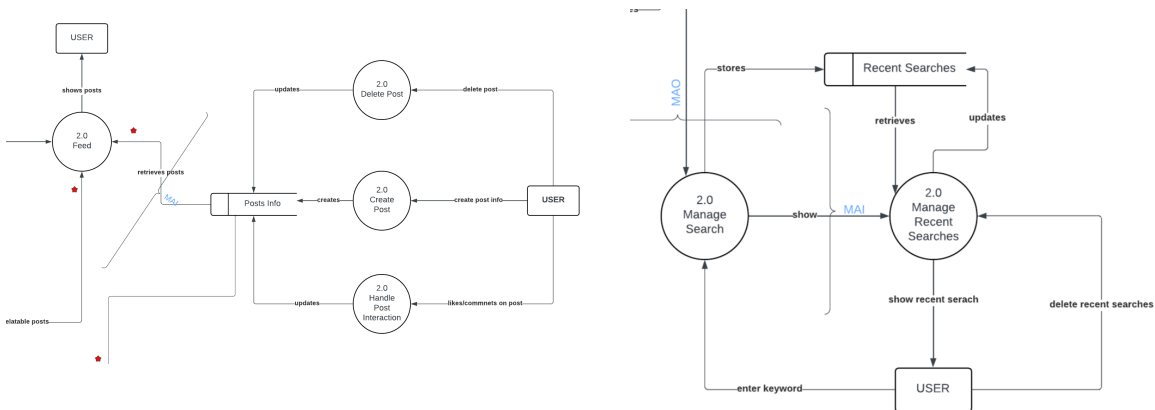 USER
shows posts
2.0
Feed
retrieves posts
MAI
elatable posts
updates
2.0
Delete Post
delete post
Posts Info
creates
2.0
Create
Post
create post info
USER
updates
2.0
Handle
Post
Interaction
likes/commnets on post
MAO
stores
Recent Searches
retrieves
updates
2.0
Manage
Search
show
MAI
2.0
Manage
Recent
Searches
show recent serach
delete recent searches
enter keyword
USER